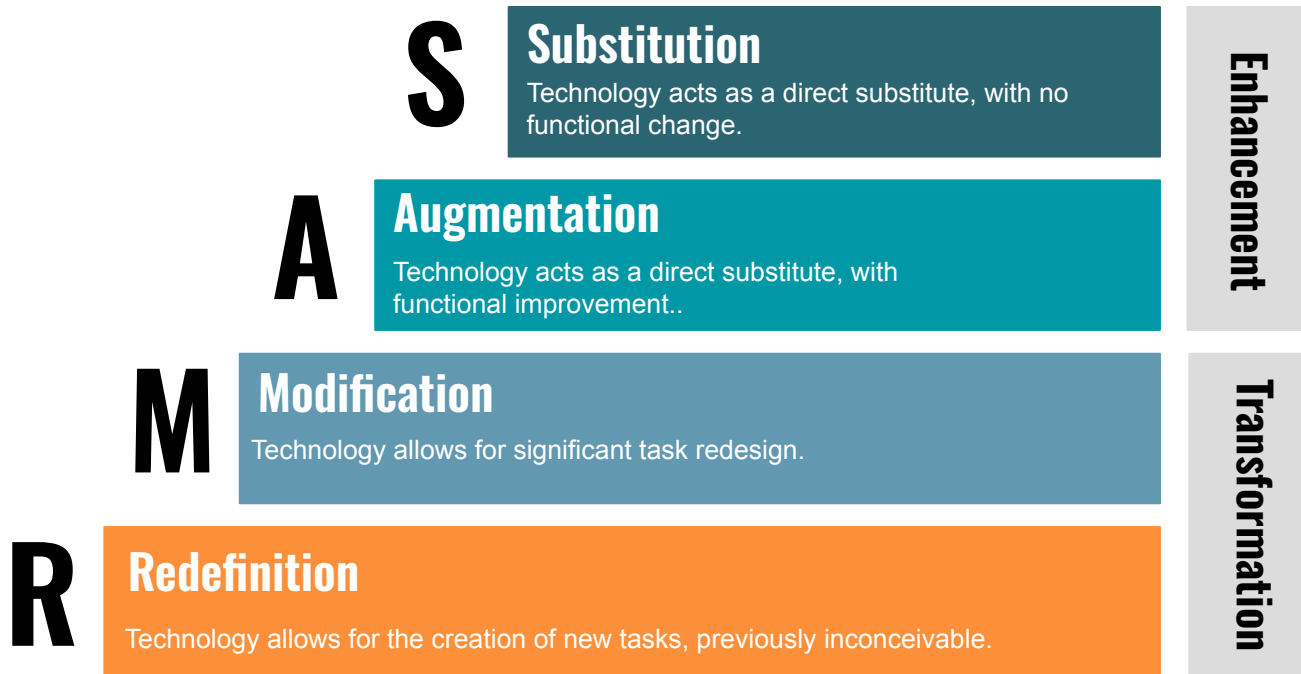 S
Substitution
Technology acts as a direct substitute, with no
functional change.
A
Augmentation
Technology acts as a direct substitute, with
functional improvement..
Enhancement
M
Modification
Technology allows for significant task redesign.
R
Redefinition
Technology allows for the creation of new tasks, previously inconceivable.
Transformation